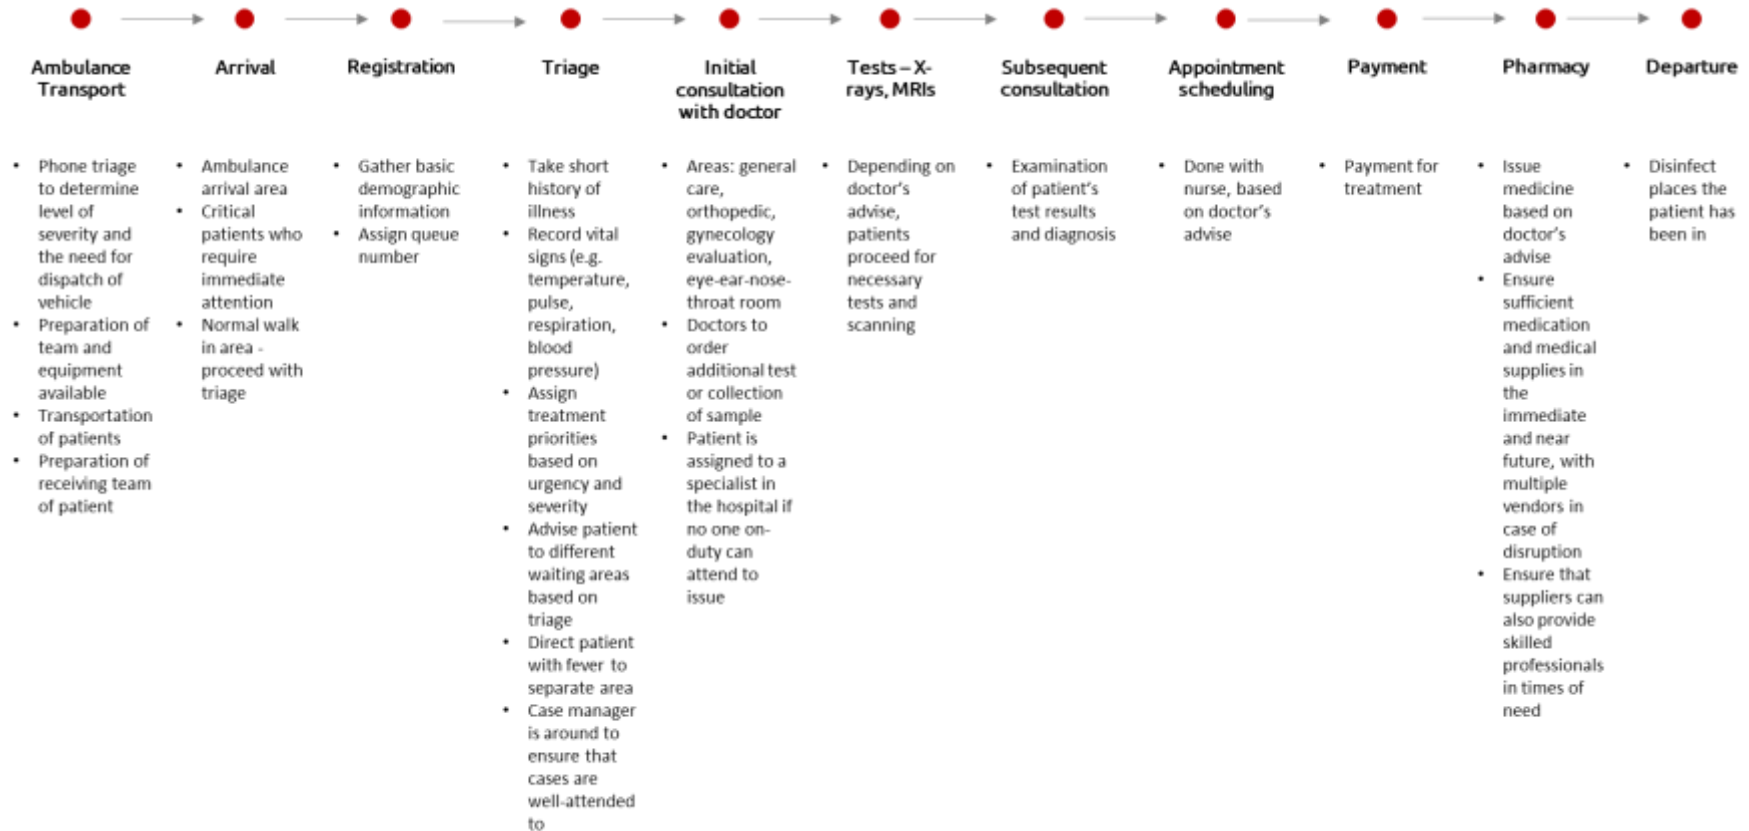 Ambulance
Transport
Arrival
Registration
Triage
Initial
consultation
with doctor
Tests – X-
rays, MRIs
Subsequent
consultation
Appointment
scheduling
Payment
Pharmacy
Departure
• Phone triage
to determine
level of
severity and
the need for
dispatch of
vehicle
• Preparation of
team and
equipment
available
• Transportation
of patients
• Preparation of
receiving team
of patient
• Ambulance
arrival area
• Critical
patients who
require
immediate
attention
• Normal walk
in area -
proceed with
triage
• Gather basic
demographic
information
• Assign queue
number
• Take short
history of
illness
• Record vital
signs (e.g.
temperature,
pulse,
respiration,
blood
pressure)
• Assign
treatment
priorities
based on
urgency and
severity
• Advise patient
to different
waiting areas
based on
triage
• Direct patient
with fever to
separate area
• Case manager
is around to
ensure that
cases are
well-attended
to
• Areas: general
care,
orthopedic,
gynecology
evaluation,
eye-ear-nose-
throat room
• Doctors to
order
additional test
or collection
of sample
• Patient is
assigned to a
specialist in
the hospital if
no one on-
duty can
attend to
issue
• Depending on
doctor's
advise,
patients
proceed for
necessary
tests and
scanning
• Examination
of patient's
test results
and diagnosis
• Done with
nurse, based
on doctor's
advise
• Payment for
treatment
• Issue
medicine
based on
doctor's
advise
• Ensure
sufficient
medication
and medical
supplies in
the
immediate
and near
future, with
multiple
vendors in
case of
disruption
• Ensure that
suppliers can
also provide
skilled
professionals
in times of
need
• Disinfect
places the
patient has
been in